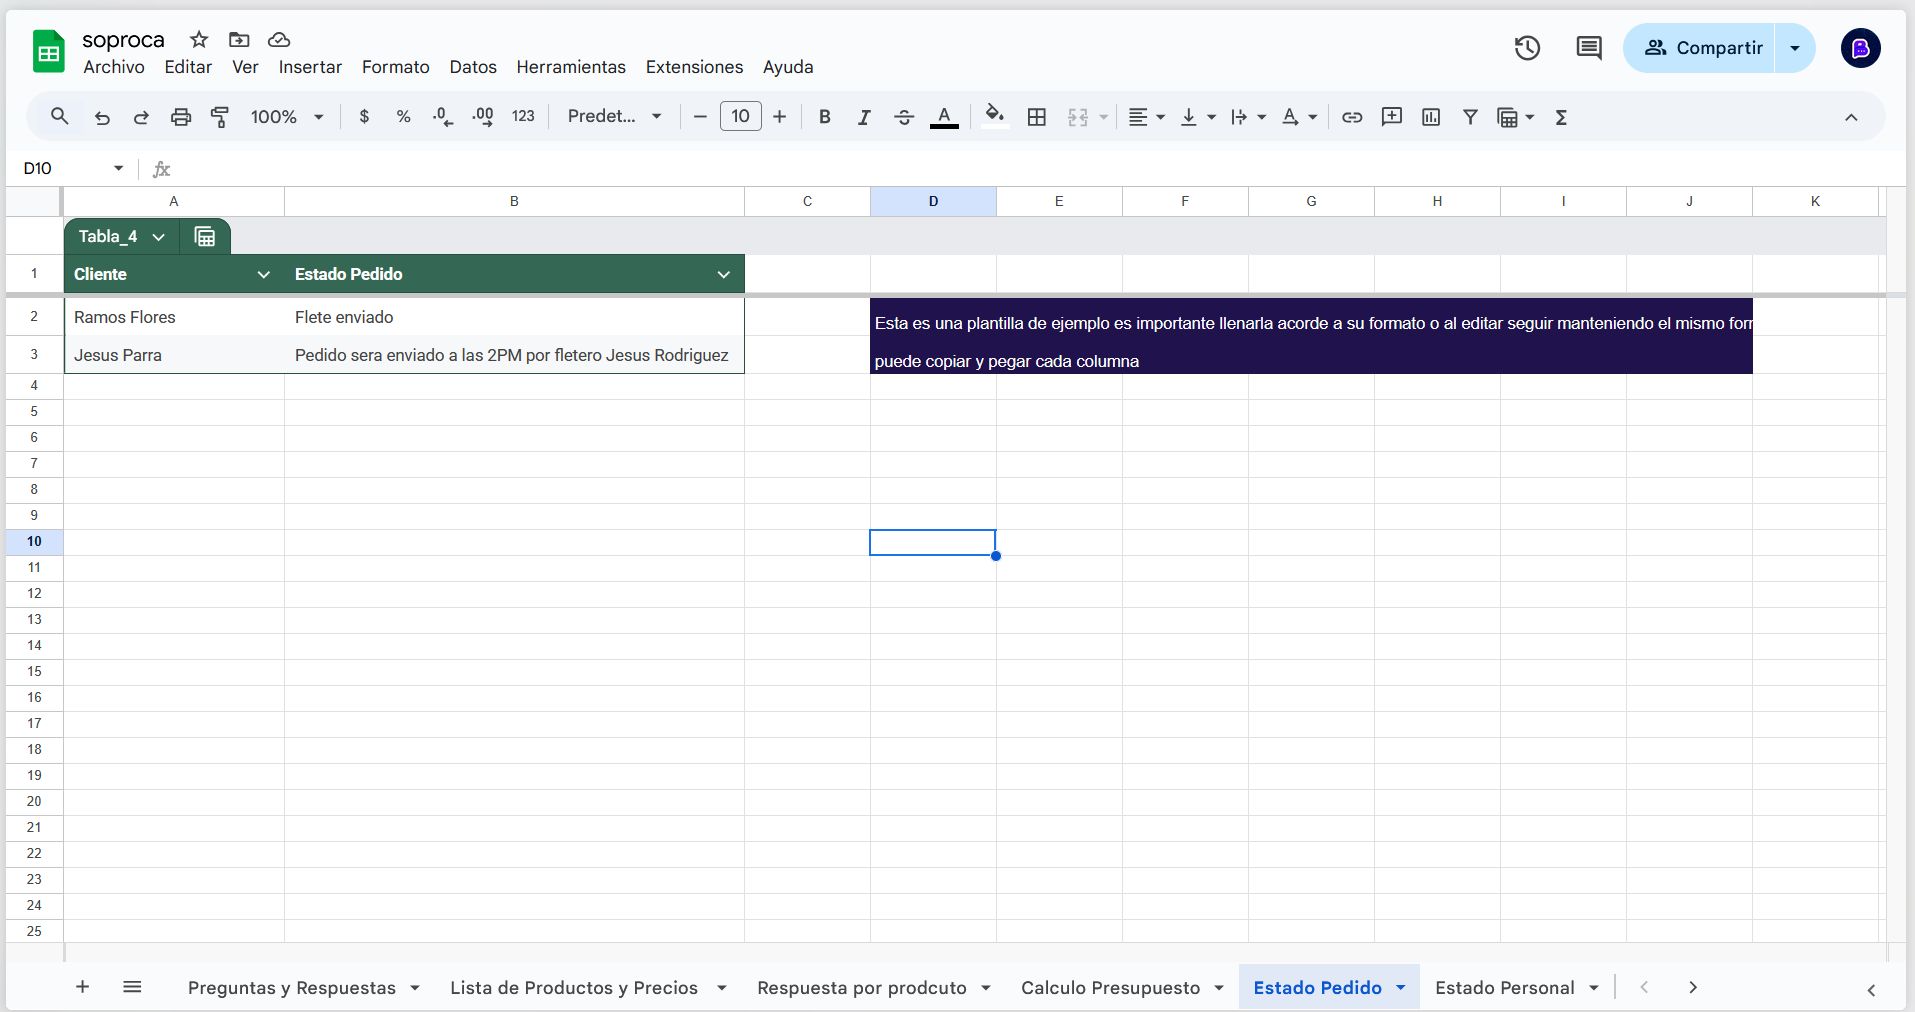 soproca
Archivo Editar Ver Insertar Formato Datos Herramientas Extensiones Ayuda
Compartir
100% $ % .0 .00 123 Predet... 10 B I A
D10 fx
A B C D E F G H I J K
Tabla_4
1 Cliente Estado Pedido
2 Ramos Flores Flete enviado Esta es una plantilla de ejemplo es importante llenarla acorde a su formato o al editar seguir manteniendo el mismo
3 Jesus Parra Pedido sera enviado a las 2PM por fletero Jesus Rodriguez puede copiar y pegar cada columna
4
5
6
7
8
9
10
11
12
13
14
15
16
17
18
19
20
21
22
23
24
25
Preguntas y Respuestas Lista de Productos y Precios Respuesta por prodcuto Calculo Presupuesto Estado Pedido Estado Personal